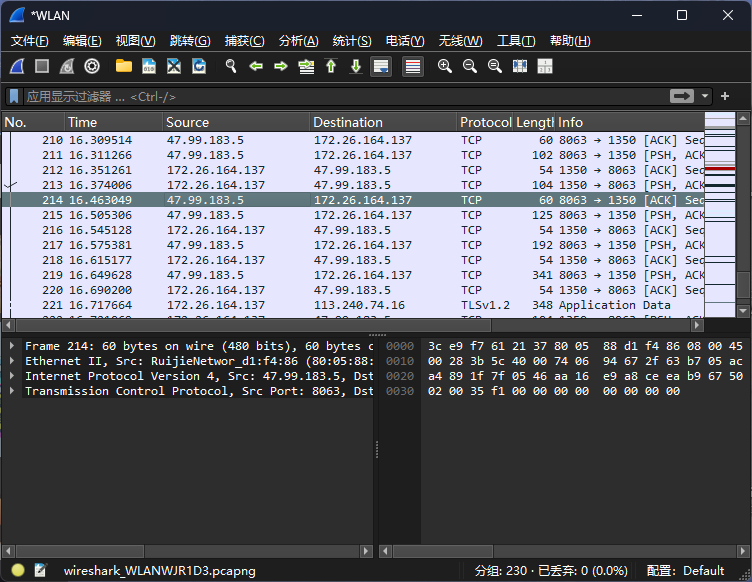 *WLAN
文件(F) 编辑(E) 视图(V) 跳转(G) 捕获(C) 分析(A) 统计(S) 电话(Y) 无线(W) 工具(T) 帮助(H)
应用显示过滤器 … <Ctrl-/>
No. Time Source Destination Protocol Length Info
210 16.309514 47.99.183.5 172.26.164.137 TCP 60 8063 → 1350 [ACK] Seq
211 16.311266 47.99.183.5 172.26.164.137 TCP 102 8063 → 1350 [PSH, ACK
212 16.351261 172.26.164.137 47.99.183.5 TCP 54 1350 → 8063 [ACK] Seq
213 16.374006 172.26.164.137 47.99.183.5 TCP 104 1350 → 8063 [PSH, ACK
214 16.463049 47.99.183.5 172.26.164.137 TCP 60 8063 → 1350 [ACK] Seq
215 16.505306 47.99.183.5 172.26.164.137 TCP 125 8063 → 1350 [PSH, ACK
216 16.545128 172.26.164.137 47.99.183.5 TCP 54 1350 → 8063 [ACK] Seq
217 16.575381 47.99.183.5 172.26.164.137 TCP 192 8063 → 1350 [PSH, ACK
218 16.615177 172.26.164.137 47.99.183.5 TCP 54 1350 → 8063 [ACK] Seq
219 16.649628 47.99.183.5 172.26.164.137 TCP 341 8063 → 1350 [PSH, ACK
220 16.690200 172.26.164.137 47.99.183.5 TCP 54 1350 → 8063 [ACK] Seq
221 16.717664 172.26.164.137 113.240.74.16 TLSv1.2 348 Application Data
Frame 214: 60 bytes on wire (480 bits), 60 bytes c
Ethernet II, Src: RuijieNetwor_d1:f4:86 (80:05:88:
Internet Protocol Version 4, Src: 47.99.183.5, Dst
Transmission Control Protocol, Src Port: 8063, Dst
0000 3c e9 f7 61 21 37 80 05 88 d1 f4 86 08 00 45
0010 00 28 3b 5c 40 00 74 06 94 67 2f 63 b7 05 ac
0020 a4 89 1f 7f 05 46 aa 16 e9 a8 ce ea b9 67 50
0030 02 00 35 f1 00 00 00 00 00 00 00 00
wireshark_WLANWJR1D3.pcapng 分组: 230 · 已丢弃: 0 (0.0%) 配置: Default